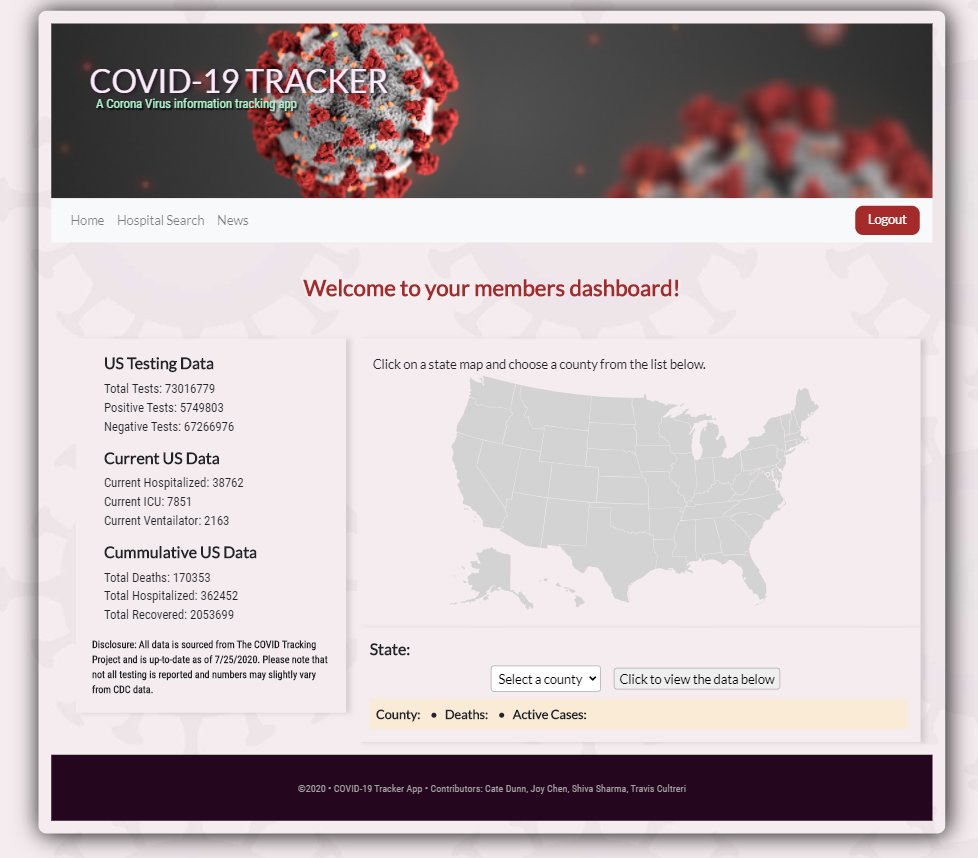 COVID-19 TRACKER
A Corona Virus information tracking app
Home Hospital Search News Logout
Welcome to your members dashboard!
US Testing Data
Total Tests: 73016779
Positive Tests: 5749803
Negative Tests: 67266976
Current US Data
Current Hospitalized: 38762
Current ICU: 7851
Current Ventailator: 2163
Cummulative US Data
Total Deaths: 170353
Total Hospitalized: 362452
Total Recovered: 2053699
Disclosure: All data is sourced from The COVID Tracking
Project and is up-to-date as of 7/25/2020. Please note that
not all testing is reported and numbers may slightly vary
from CDC data.
Click on a state map and choose a county from the list below.
State:
Select a county Click to view the data below
County: • Deaths: • Active Cases:
©2020 • COVID-19 Tracker App • Contributors: Cate Dunn, Joy Chen, Shiva Sharma, Travis Cultreri